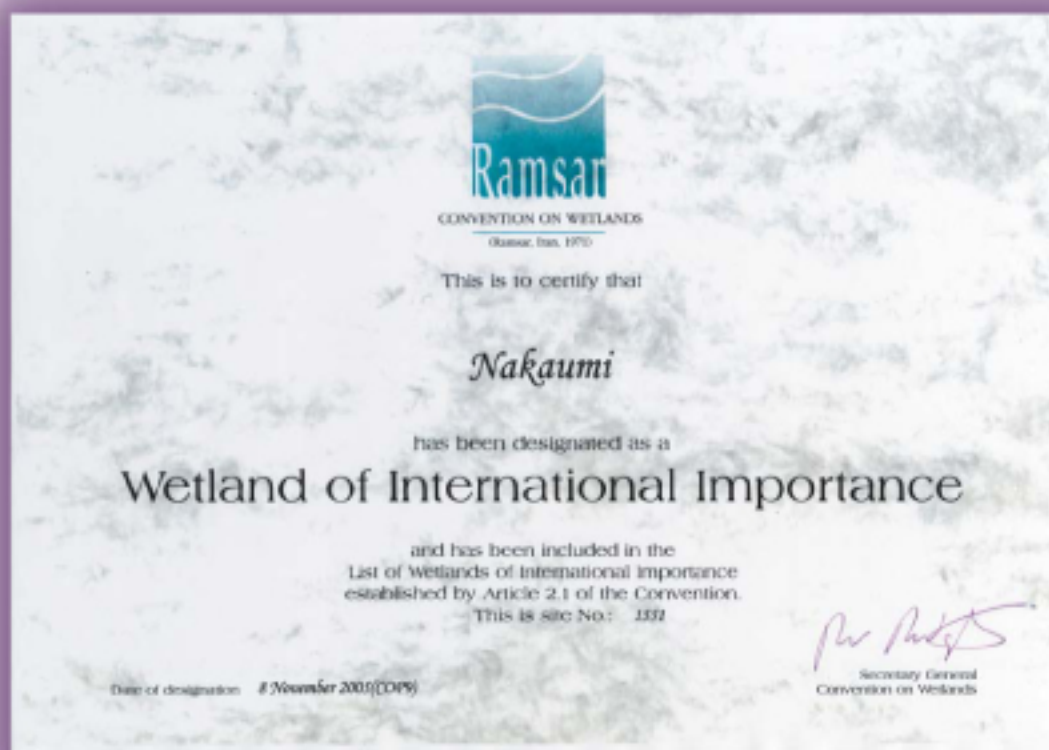 Ramsar
CONVENTION ON WETLANDS
(Ramsar, Iran, 1971)
This is to certify that
Nakaumi
has been designated as a
Wetland of International Importance
and has been included in the
List of Wetlands of International Importance
established by Article 2.1 of the Convention.
This is site No.:
Secretary General
Date of designation 8 November 2005(COP9)
Convention on Wetlands